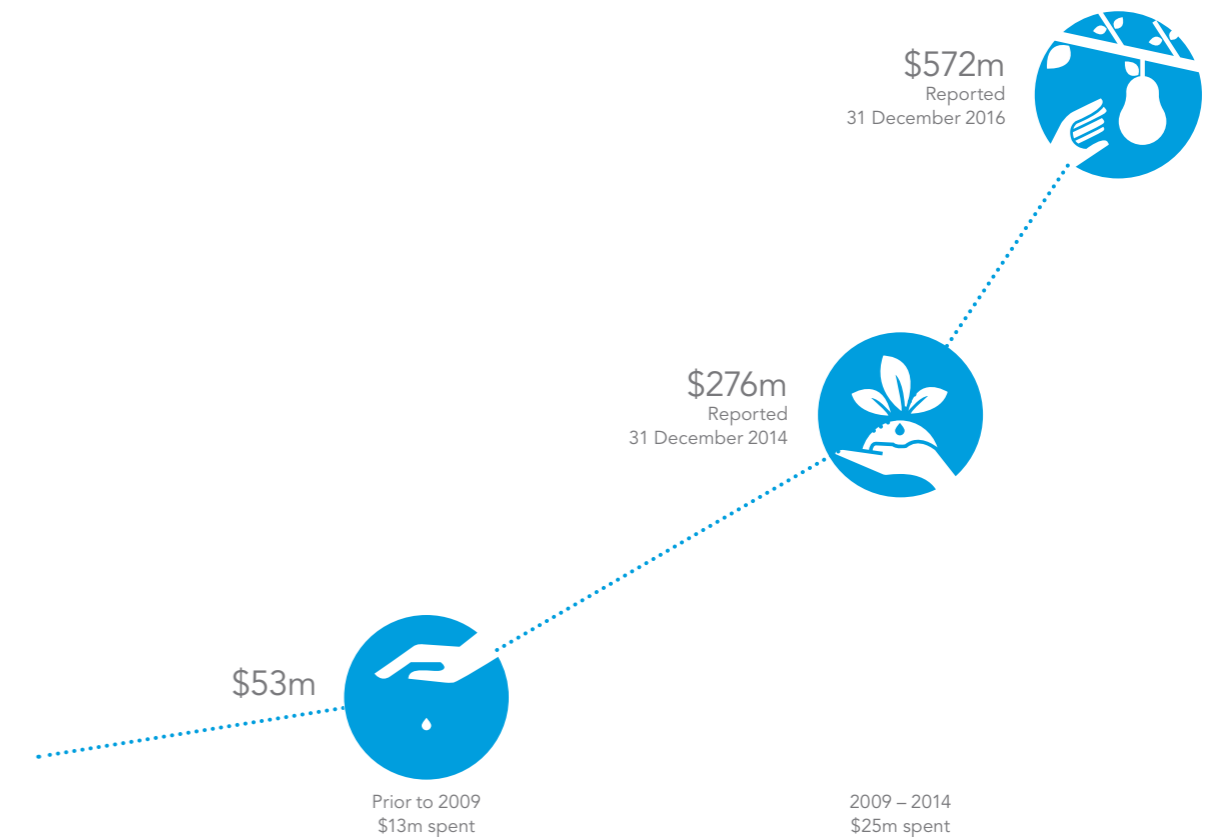 $572m
Reported
31 December 2016
$276m
Reported
31 December 2014
$53m
Prior to 2009
$13m spent
2009 – 2014
$25m spent